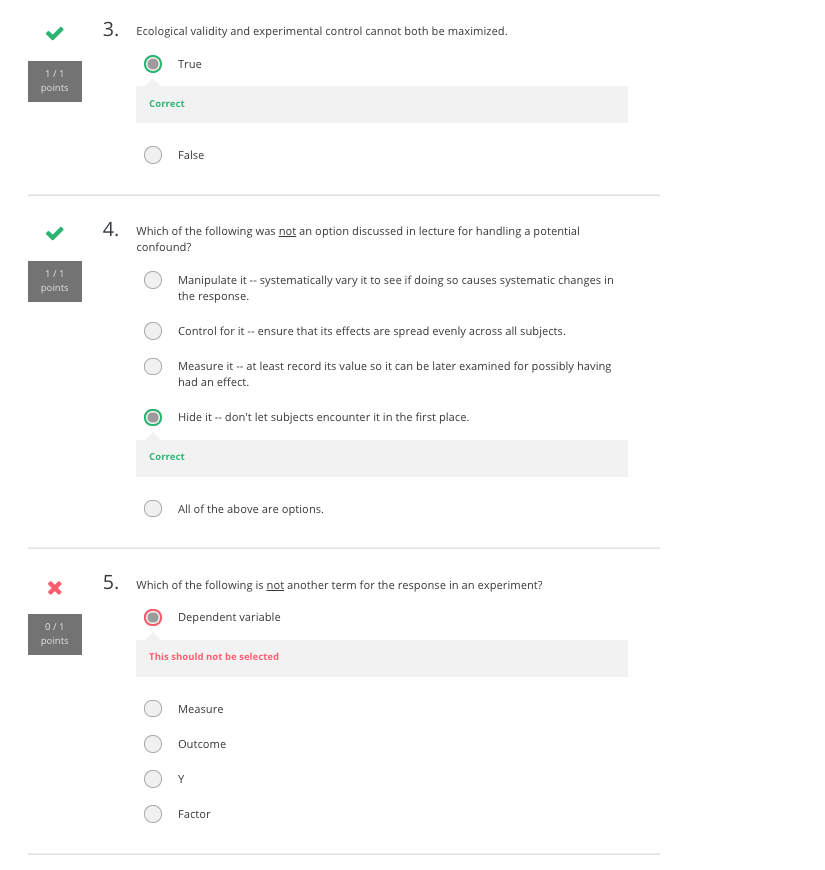 3. Ecological validity and experimental control cannot both be maximized.
1 / 1
points
True
Correct
False
4. Which of the following was not an option discussed in lecture for handling a potential
confound?
1 / 1
points
Manipulate it -- systematically vary it to see if doing so causes systematic changes in
the response.
Control for it -- ensure that its effects are spread evenly across all subjects.
Measure it -- at least record its value so it can be later examined for possibly having
had an effect.
Hide it -- don't let subjects encounter it in the first place.
Correct
All of the above are options.
5. Which of the following is not another term for the response in an experiment?
0 / 1
points
Dependent variable
This should not be selected
Measure
Outcome
Y
Factor